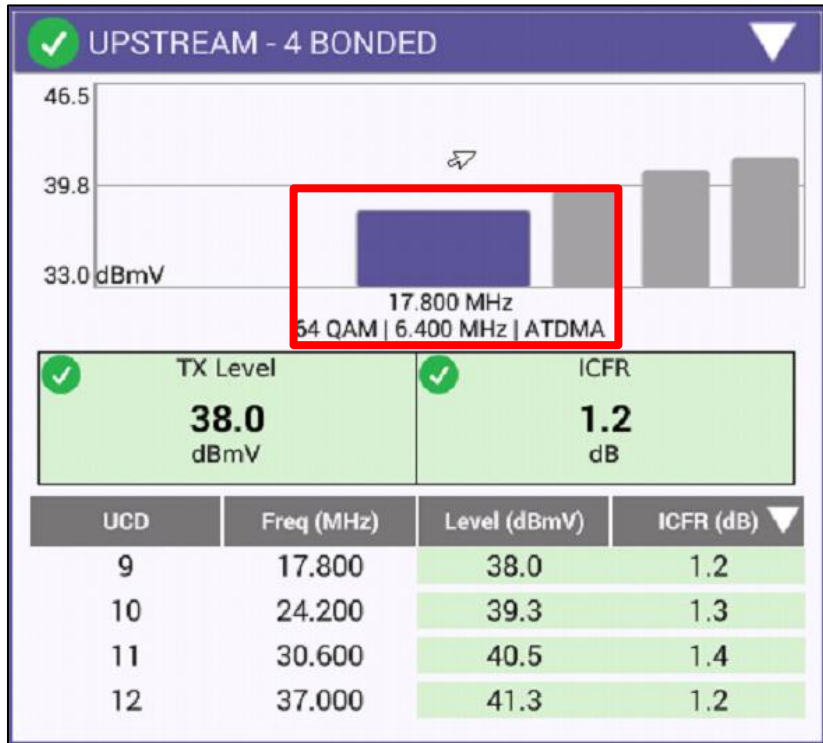 UPSTREAM - 4 BONDED
46.5
39.8
33.0 dBmV
17.800 MHz
64 QAM | 6.400 MHz | ATDMA
TX Level ICFR
38.0 1.2
dBmV dB
UCD Freq (MHz) Level (dBmV) ICFR (dB)
9 17.800 38.0 1.2
10 24.200 39.3 1.3
11 30.600 40.5 1.4
12 37.000 41.3 1.2